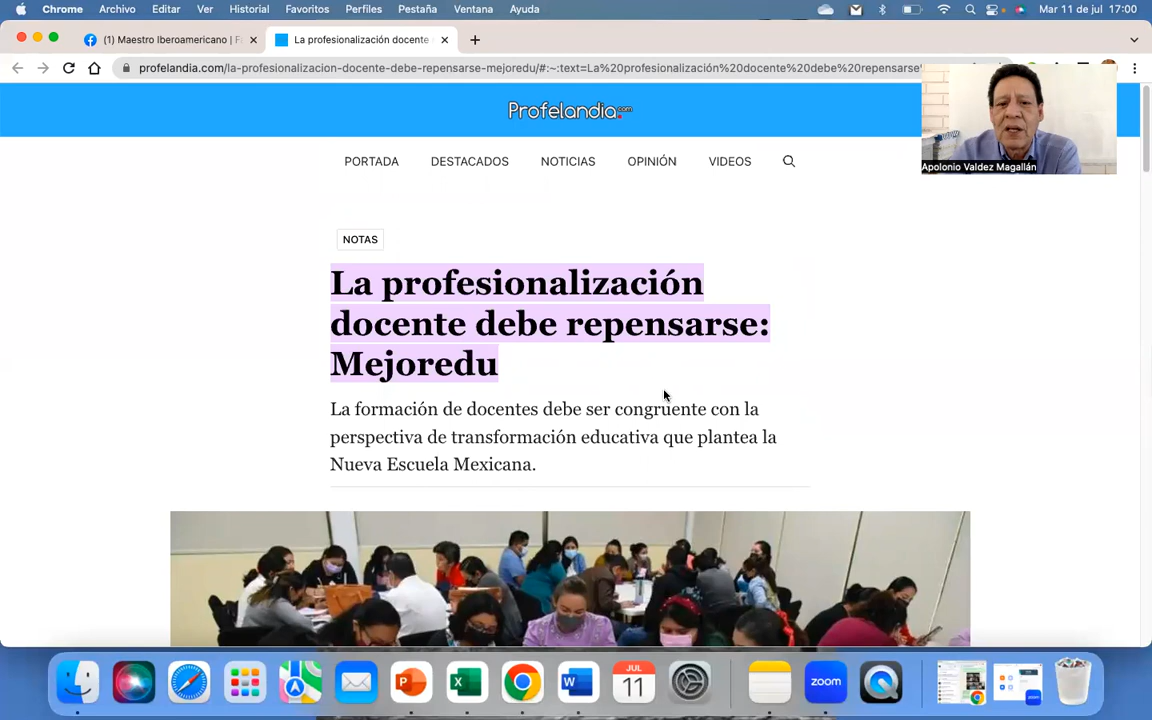 Chrome Archivo Editar Ver Historial Favoritos Perfiles Pestaña Ventana Ayuda Mar 11 de jul 17:00
(1) Maestro Iberoamericano | F
La profesionalización docente
profelandia.com/la-profesionalizacion-docente-debe-repensarse-mejoredu/#:~:text=La%20profesionalización%20docente%20debe%20repensarse
Profelandia.com
Apolonio Valdez Magallán
PORTADA DESTACADOS NOTICIAS OPINIÓN VIDEOS
NOTAS
La profesionalización
docente debe repensarse:
Mejoredu
La formación de docentes debe ser congruente con la
perspectiva de transformación educativa que plantea la
Nueva Escuela Mexicana.
JUL
11
zoom
zoom